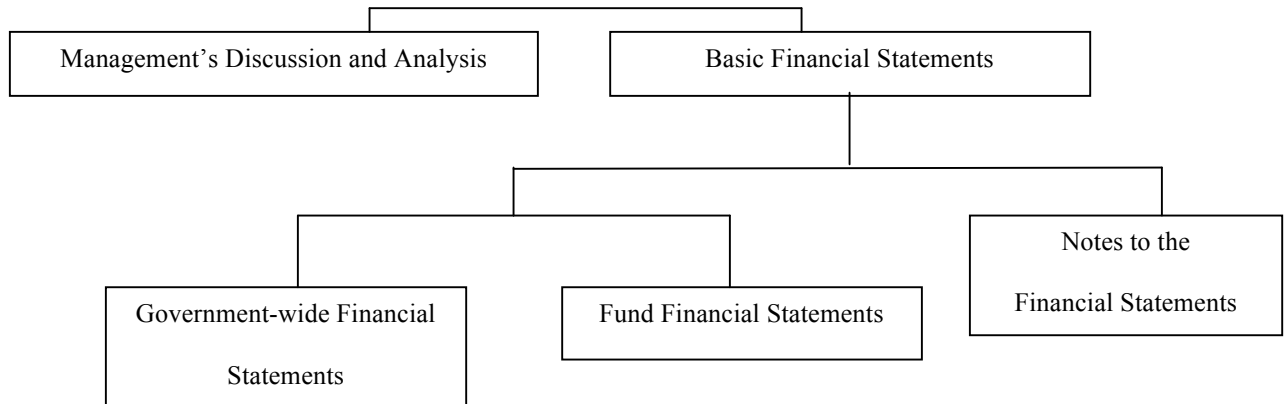 Management’s Discussion and Analysis
Basic Financial Statements
Government-wide Financial
Statements
Fund Financial Statements
Notes to the
Financial Statements